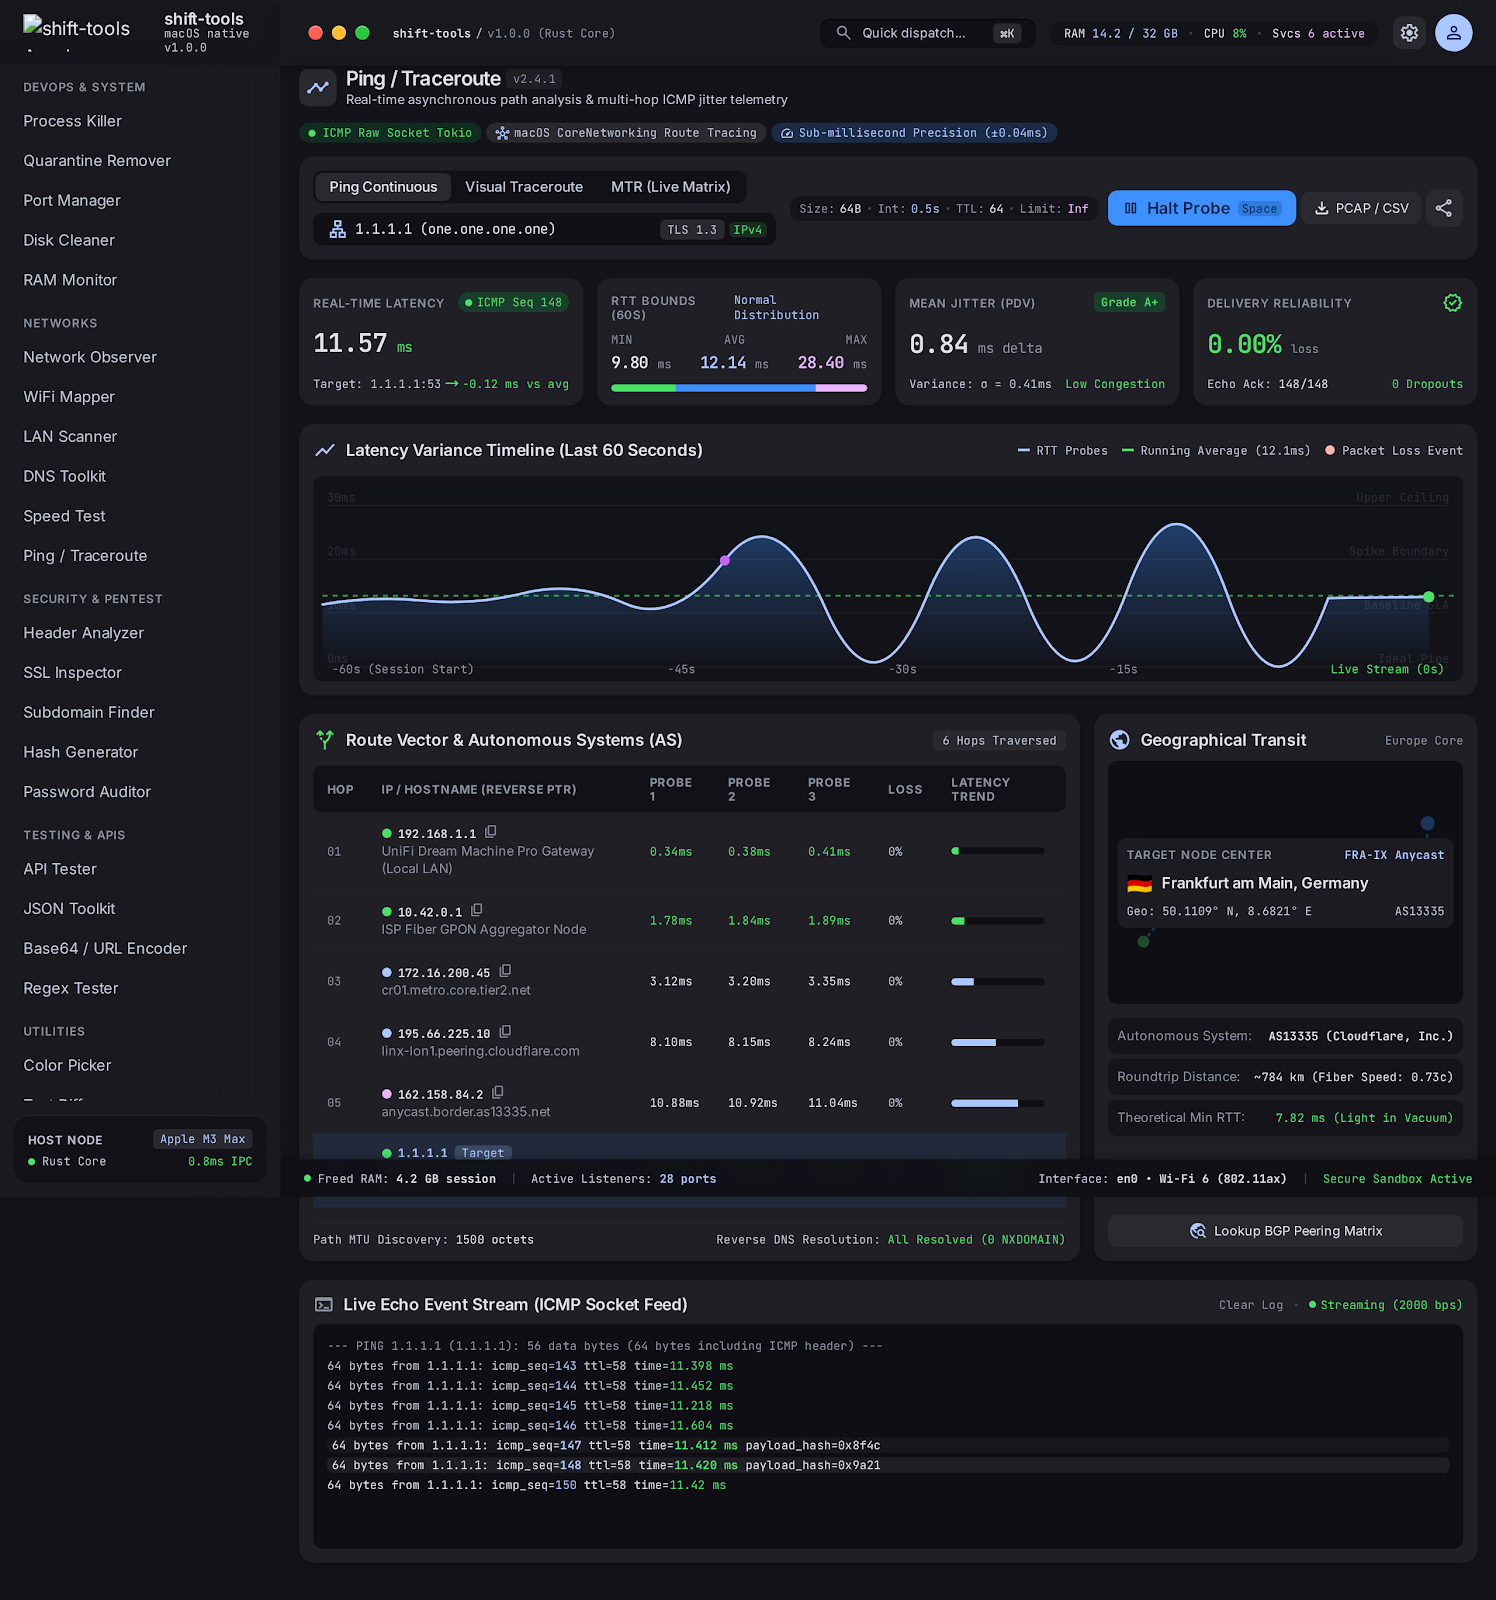 shift-tools
shift-tools
macOS native
v1.0.0
shift-tools / v1.0.0 (Rust Core)
Quick dispatch... ⌘K
RAM 14.2 / 32 GB • CPU 8% • Svcs 6 active
DEVOPS & SYSTEM
Process Killer
Quarantine Remover
Port Manager
Disk Cleaner
RAM Monitor
NETWORKS
Network Observer
WiFi Mapper
LAN Scanner
DNS Toolkit
Speed Test
Ping / Traceroute
SECURITY & PENTEST
Header Analyzer
SSL Inspector
Subdomain Finder
Hash Generator
Password Auditor
TESTING & APIS
API Tester
JSON Toolkit
Base64 / URL Encoder
Regex Tester
UTILITIES
Color Picker
HOST NODE Apple M3 Max
Rust Core 0.8ms IPC
Ping / Traceroute v2.4.1
Real-time asynchronous path analysis & multi-hop ICMP jitter telemetry
ICMP Raw Socket Tokio
macOS CoreNetworking Route Tracing
Sub-millisecond Precision (±0.04ms)
Ping Continuous Visual Traceroute MTR (Live Matrix)
1.1.1.1 (one.one.one.one) TLS 1.3 IPv4
Size: 64B • Int: 0.5s • TTL: 64 • Limit: Inf
Halt Probe Space
PCAP / CSV
REAL-TIME LATENCY ICMP Seq 148
11.57 ms
Target: 1.1.1.1:53 → -0.12 ms vs avg
RTT BOUNDS (60S)
Normal Distribution
MIN AVG MAX
9.80 ms 12.14 ms 28.40 ms
MEAN JITTER (PDV) Grade A+
0.84 ms delta
Variance: σ = 0.41ms Low Congestion
DELIVERY RELIABILITY
0.00% loss
Echo Ack: 148/148 0 Dropouts
Latency Variance Timeline (Last 60 Seconds)
RTT Probes Running Average (12.1ms) Packet Loss Event
30ms Upper Ceiling
20ms Spike Boundary
10ms Baseline SLA
0ms Ideal Pipe
-60s (Session Start) -45s -30s -15s Live Stream (0s)
Route Vector & Autonomous Systems (AS) 6 Hops Traversed
HOP IP / HOSTNAME (REVERSE PTR) PROBE 1 PROBE 2 PROBE 3 LOSS LATENCY TREND
192.168.1.1
01 UniFi Dream Machine Pro Gateway 0.34ms 0.38ms 0.41ms 0%
(Local LAN)
10.42.0.1
02 ISP Fiber GPON Aggregator Node 1.78ms 1.84ms 1.89ms 0%
172.16.200.45
03 cr01.metro.core.tier2.net 3.12ms 3.20ms 3.35ms 0%
195.66.225.10
04 linx-lon1.peering.cloudflare.com 8.10ms 8.15ms 8.24ms 0%
162.158.84.2
05 anycast.border.as13335.net 10.88ms 10.92ms 11.04ms 0%
1.1.1.1 Target
Path MTU Discovery: 1500 octets Reverse DNS Resolution: All Resolved (0 NXDOMAIN)
Geographical Transit Europe Core
TARGET NODE CENTER FRA-IX Anycast
🇩🇪 Frankfurt am Main, Germany
Geo: 50.1109° N, 8.6821° E AS13335
Autonomous System: AS13335 (Cloudflare, Inc.)
Roundtrip Distance: ~784 km (Fiber Speed: 0.73c)
Theoretical Min RTT: 7.82 ms (Light in Vacuum)
Lookup BGP Peering Matrix
Freed RAM: 4.2 GB session | Active Listeners: 28 ports
Interface: en0 • Wi-Fi 6 (802.11ax) | Secure Sandbox Active
Live Echo Event Stream (ICMP Socket Feed) Clear Log • Streaming (2000 bps)
--- PING 1.1.1.1 (1.1.1.1): 56 data bytes (64 bytes including ICMP header) ---
64 bytes from 1.1.1.1: icmp_seq=143 ttl=58 time=11.398 ms
64 bytes from 1.1.1.1: icmp_seq=144 ttl=58 time=11.452 ms
64 bytes from 1.1.1.1: icmp_seq=145 ttl=58 time=11.218 ms
64 bytes from 1.1.1.1: icmp_seq=146 ttl=58 time=11.604 ms
64 bytes from 1.1.1.1: icmp_seq=147 ttl=58 time=11.412 ms payload_hash=0x8f4c
64 bytes from 1.1.1.1: icmp_seq=148 ttl=58 time=11.420 ms payload_hash=0x9a21
64 bytes from 1.1.1.1: icmp_seq=150 ttl=58 time=11.42 ms